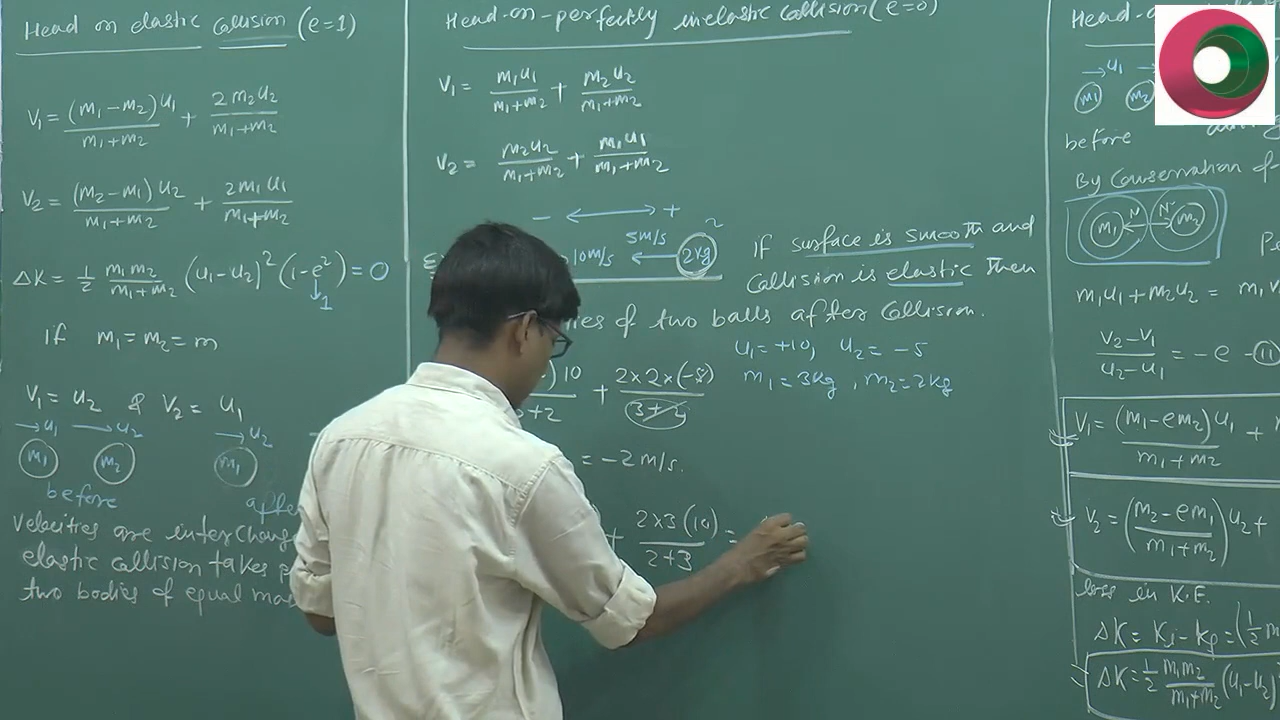 Head on elastic Collision (e=1)
V₁ = (m₁-m₂)u₁/m₁+m₂ + 2m₂u₂/m₁+m₂
V₂ = (m₂-m₁)u₂/m₁+m₂ + 2m₁u₁/m₁+m₂
ΔK = 1/2 m₁m₂/m₁+m₂ (u₁-u₂)² (1-e²) = 0
1
if m₁ = m₂ = m
V₁ = u₂ & V₂ = u₁
→u₁ → u₂ →u₂
m₁ m₂ m₁
before after
Velocities are
elastic collision takes
two bodies of equal
Head-on-perfectly inelastic Collision (e=0)
V₁ = m₁u₁/m₁+m₂ + m₂u₂/m₁+m₂
V₂ = m₂u₂/m₁+m₂ + m₁u₁/m₁+m₂
- ⟷ +
10m/s 5m/s ← 2kg 2
if surface is smooth and
Collision is elastic then
of two balls after Collision.
u₁ = +10, u₂ = -5
m₁ = 3kg, m₂ = 2kg
) 10/+2 + 2×2×(-5)/
= -2 m/s.
+ 2×3(10)/2+3 =
→u₁ →
m₁ m₂
before
By Conservation of
m₁ ←N N→ m₂
m₁u₁ + m₂u₂ =
V₂-V₁/u₂-u₁ = -e -(11)
V₁ = (m₁-em₂)u₁/m₁+m₂ +
V₂ = (m₂-em₁/m₁+m₂)u₂ +
loss in K.E.
ΔK = Ki - Kf = (1/2
ΔK = 1/2 m₁m₂/m₁+m₂ (u₁-u₂)